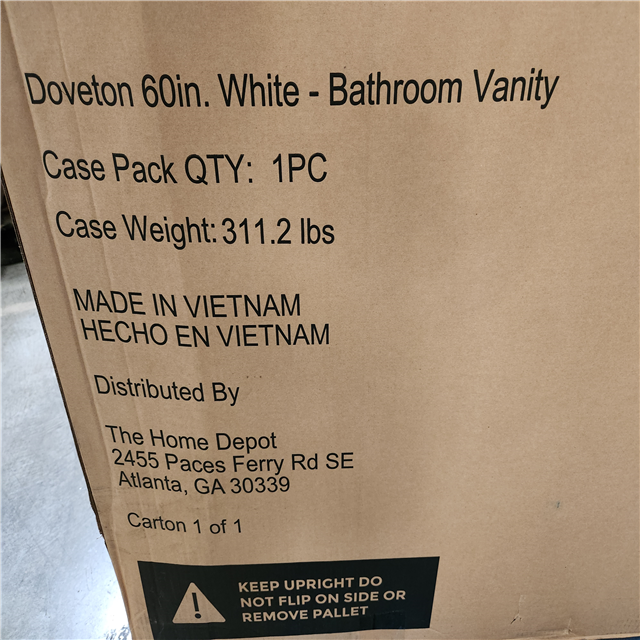 Doveton 60in. White - Bathroom Vanity
Case Pack QTY: 1PC
Case Weight: 311.2 lbs
MADE IN VIETNAM
HECHO EN VIETNAM
Distributed By
The Home Depot
2455 Paces Ferry Rd SE
Atlanta, GA 30339
Carton 1 of 1
KEEP UPRIGHT DO
NOT FLIP ON SIDE OR
REMOVE PALLET